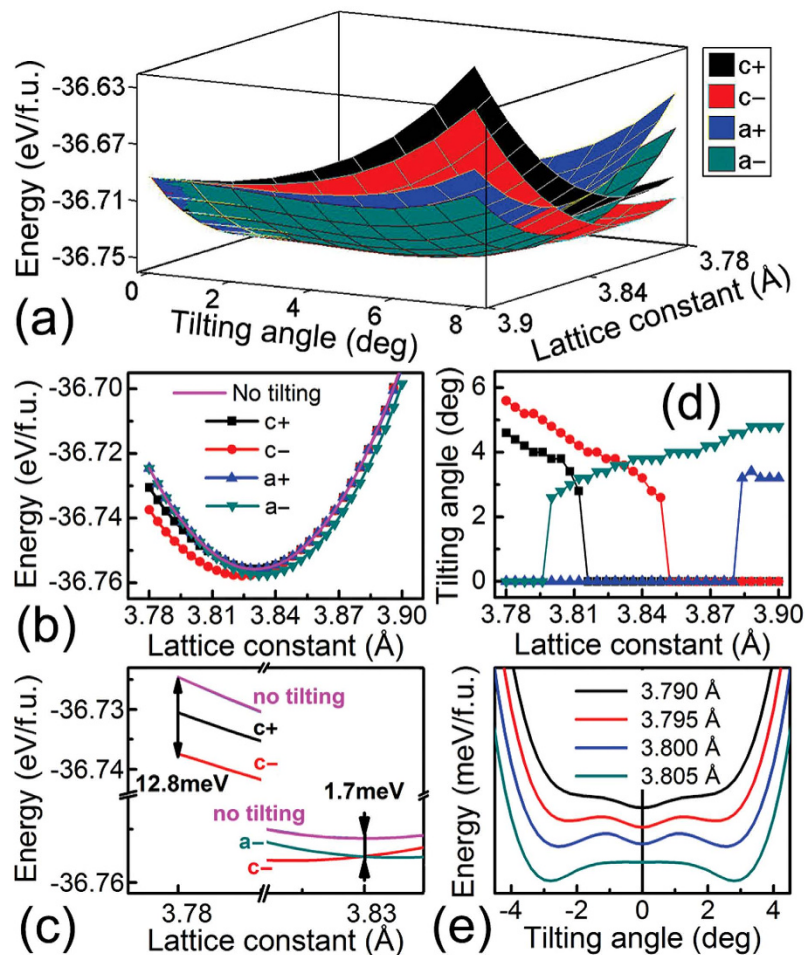 -36.63
-36.67
-36.71
-36.75
Energy (eV/f.u.)
0
2
4
6
8
Tilting angle (deg)
3.9
3.84
3.78
Lattice constant (Å)
c+
c−
a+
a−
(a)
-36.70
-36.72
-36.74
-36.76
Energy (eV/f.u.)
No tilting
c+
c−
a+
a−
3.78 3.81 3.84 3.87 3.90
Lattice constant (Å)
(b)
6
4
2
0
Tilting angle (deg)
(d)
3.78 3.81 3.84 3.87 3.90
Lattice constant (Å)
-36.73
-36.74
-36.76
Energy (eV/f.u.)
no tilting
c+
c−
12.8meV
1.7meV
no tilting
a−
c−
3.78 3.83
Lattice constant (Å)
(c)
Energy (meV/f.u.)
3.790 Å
3.795 Å
3.800 Å
3.805 Å
-4 -2 0 2 4
Tilting angle (deg)
(e)